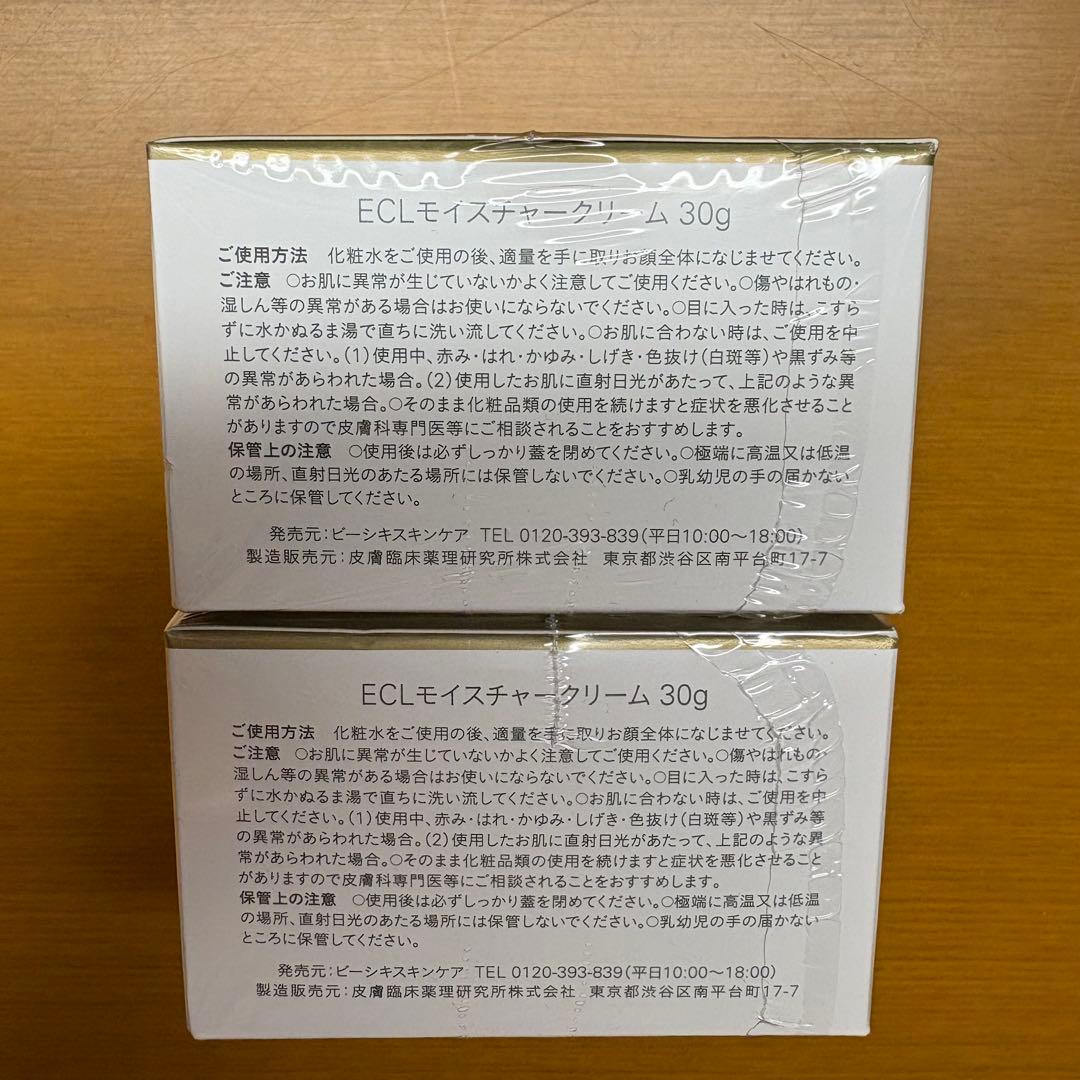 ECLモイスチャークリーム 30g
ご使用方法 化粧水をご使用の後、適量を手に取りお顔全体になじませてください。
ご注意 ○お肌に異常が生じていないかよく注意してご使用ください。○傷やはれもの・
湿しん等の異常がある場合はお使いにならないでください。○目に入った時は、こすら
ずに水かぬるま湯で直ちに洗い流してください。○お肌に合わない時は、ご使用を中
止してください。(1)使用中、赤み・はれ・かゆみ・しげき・色抜け(白斑等)や黒ずみ等
の異常があらわれた場合。(2)使用したお肌に直射日光があたって、上記のような異
常があらわれた場合。○そのまま化粧品類の使用を続けますと症状を悪化させること
がありますので皮膚科専門医等にご相談されることをおすすめします。
保管上の注意 ○使用後は必ずしっかり蓋を閉めてください。○極端に高温又は低温
の場所、直射日光のあたる場所には保管しないでください。○乳幼児の手の届かない
ところに保管してください。
発売元:ビーシキスキンケア TEL 0120-393-839(平日10:00〜18:00)
製造販売元:皮膚臨床薬理研究所株式会社 東京都渋谷区南平台町17-7
ECLモイスチャークリーム 30g
ご使用方法 化粧水をご使用の後、適量を手に取りお顔全体になじませてください。
ご注意 ○お肌に異常が生じていないかよく注意してご使用ください。○傷やはれもの・
湿しん等の異常がある場合はお使いにならないでください。○目に入った時は、こすら
ずに水かぬるま湯で直ちに洗い流してください。○お肌に合わない時は、ご使用を中
止してください。(1)使用中、赤み・はれ・かゆみ・しげき・色抜け(白斑等)や黒ずみ等
の異常があらわれた場合。(2)使用したお肌に直射日光があたって、上記のような異
常があらわれた場合。○そのまま化粧品類の使用を続けますと症状を悪化させること
がありますので皮膚科専門医等にご相談されることをおすすめします。
保管上の注意 ○使用後は必ずしっかり蓋を閉めてください。○極端に高温又は低温
の場所、直射日光のあたる場所には保管しないでください。○乳幼児の手の届かない
ところに保管してください。
発売元:ビーシキスキンケア TEL 0120-393-839(平日10:00〜18:00)
製造販売元:皮膚臨床薬理研究所株式会社 東京都渋谷区南平台町17-7